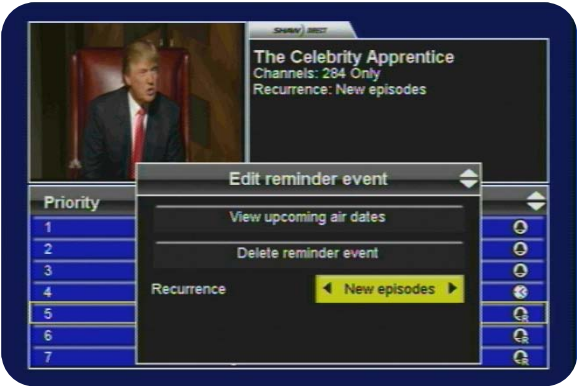 SHAW) DIRECT
The Celebrity Apprentice
Channels: 284 Only
Recurrence: New episodes
Edit reminder event
View upcoming air dates
Delete reminder event
Recurrence
New episodes
Priority
1
2
3
4
5
R
6
R
7
R